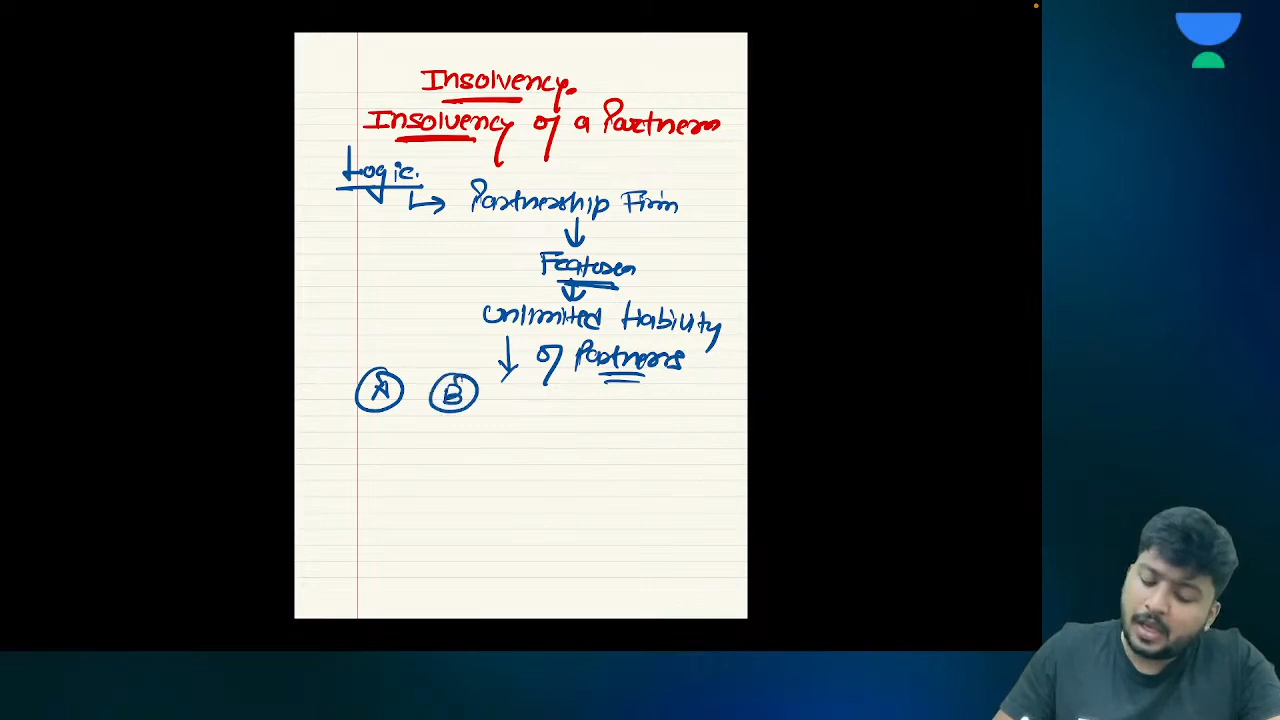 Insolvency.
Insolvency of a Partners
Logic.
Partnership Firm
Features
Unlimited liability
of Partners
A B